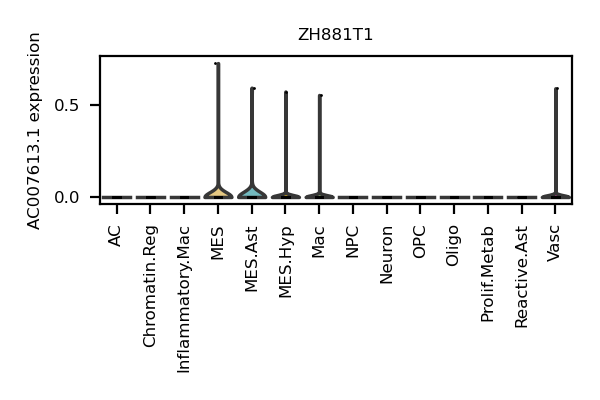 ZH881T1
AC007613.1 expression
0.5
0.0
AC
Chromatin.Reg
Inflammatory.Mac
MES
MES.Ast
MES.Hyp
Mac
NPC
Neuron
OPC
Oligo
Prolif.Metab
Reactive.Ast
Vasc